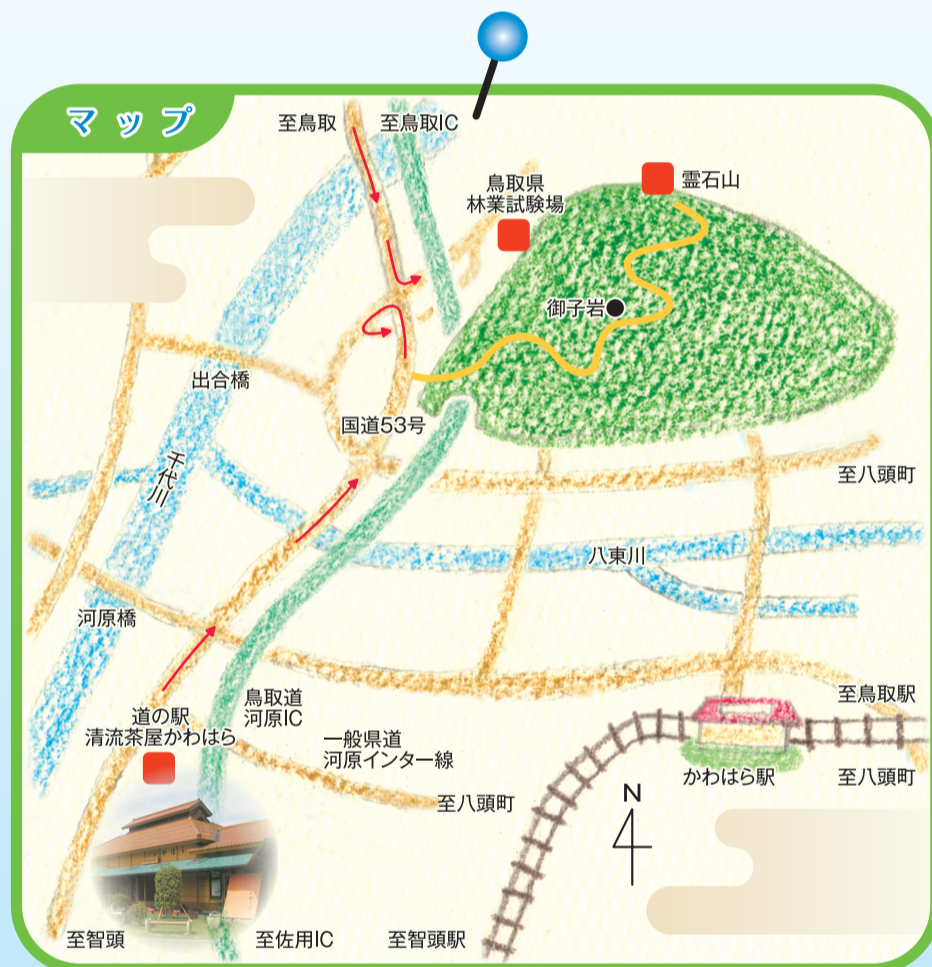 マップ
至鳥取
至鳥取IC
鳥取県
林業試験場
霊石山
御子岩
出合橋
国道53号
千代川
至八頭町
八東川
河原橋
鳥取道
河原IC
道の駅
清流茶屋かわはら
一般県道
河原インター線
至八頭町
至鳥取駅
かわはら駅
至八頭町
N
至智頭
至佐用IC
至智頭駅